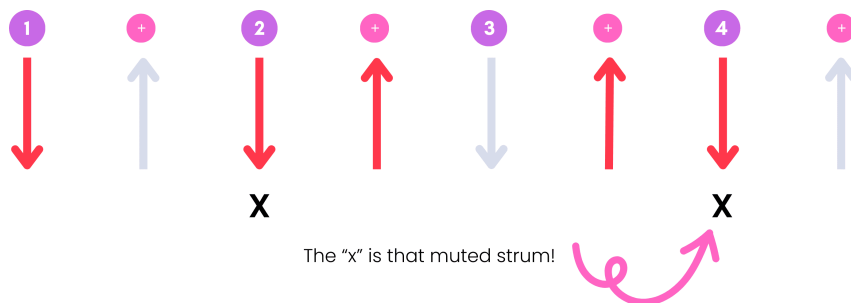 1 + 2 + 3 + 4 +
X X
The “x” is that muted strum!